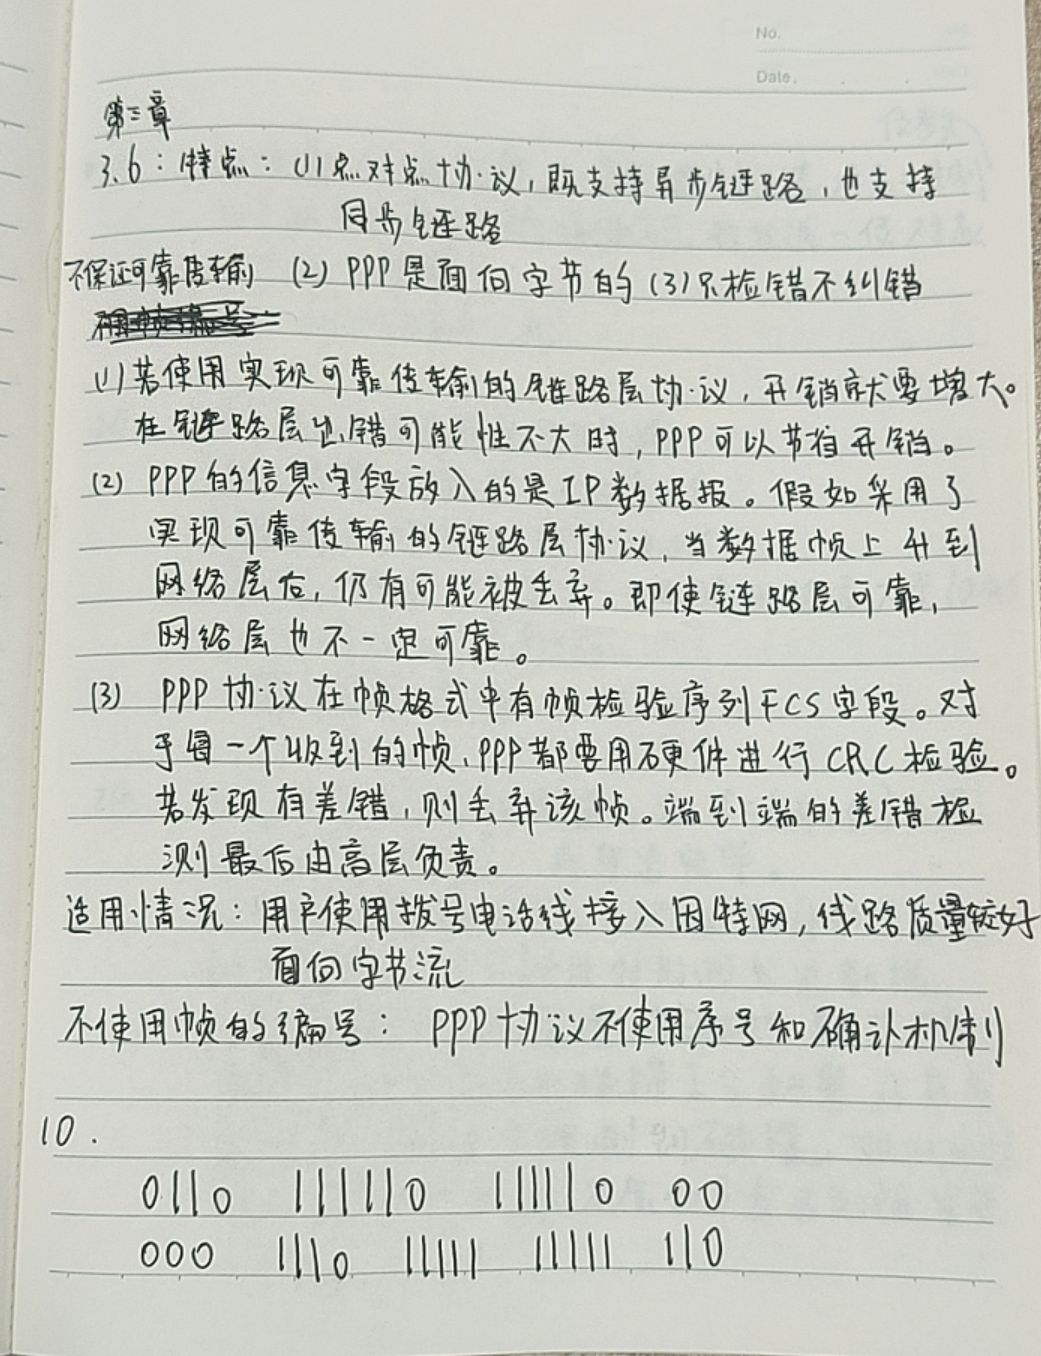 No.
Date.
第三章
3.6：特点：(1)点对点协议，既支持异步链路，也支持
同步链路
不保证可靠传输 (2) PPP是面向字节的 (3)只检错不纠错
(1)若使用实现可靠传输的链路层协议，开销就要增大。
在链路层出错可能性不大时，PPP可以节省开销。
(2) PPP的信息字段放入的是IP数据报。假如采用了
实现可靠传输的链路层协议，当数据帧上升到
网络层后，仍有可能被丢弃。即使链路层可靠，
网络层也不一定可靠。
(3) PPP协议在帧格式中有帧检验序列FCS字段。对
于每一个收到的帧，PPP都要用硬件进行CRC检验。
若发现有差错，则丢弃该帧。端到端的差错检
测最后由高层负责。
适用情况：用户使用拨号电话线接入因特网，线路质量较好
面向字节流
不使用帧的编号： PPP协议不使用序号和确认机制
10.
0110 1111110 111110 00
000 1110 11111 11111 110